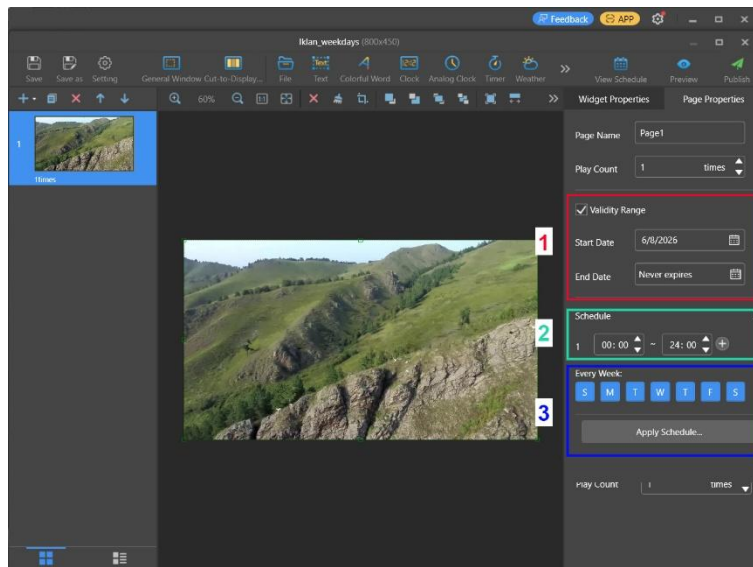 Feedback APP
Iklan_weekdays (800x450)
Save Save as Setting General Window Cut-to-Display... File Text Colorful Word Clock Analog Clock Timer Weather View Schedule Preview Publish
60% 1:1 Widget Properties Page Properties
1
1times
Page Name Page1
Play Count 1 times
1
Validity Range
Start Date 6/8/2026
End Date Never expires
2
Schedule
1 00: 00 ~ 24: 00
3
Every Week:
S M T W T F S
Apply Schedule...
Play Count 1 times